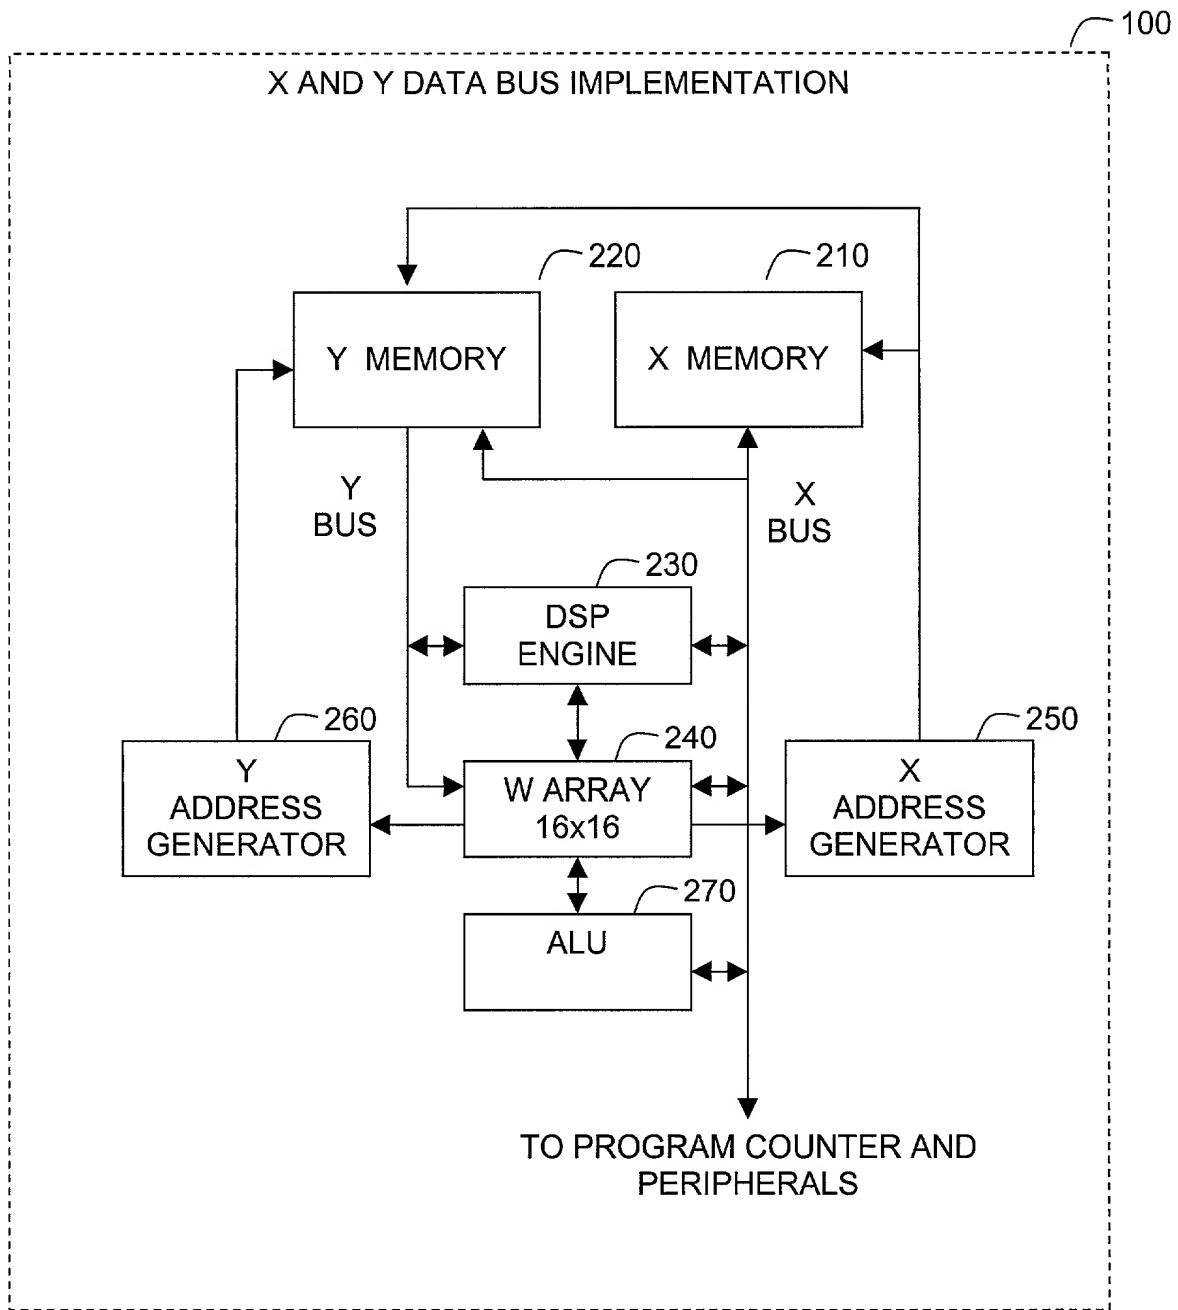 100
X AND Y DATA BUS IMPLEMENTATION
220
210
Y MEMORY
X MEMORY
Y
BUS
X
BUS
230
DSP
ENGINE
260
240
250
Y
ADDRESS
GENERATOR
W ARRAY
16x16
X
ADDRESS
GENERATOR
270
ALU
TO PROGRAM COUNTER AND
PERIPHERALS